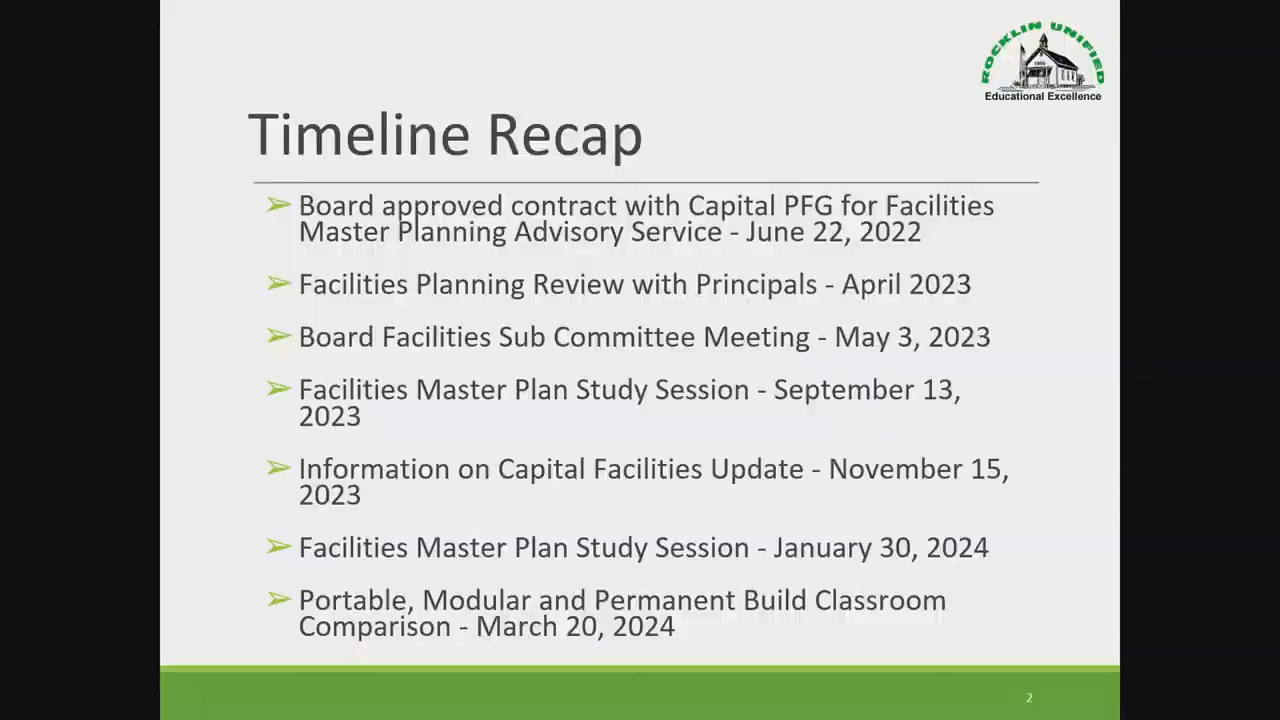 ROCKLIN UNIFIED
Educational Excellence
Timeline Recap
➢ Board approved contract with Capital PFG for Facilities
Master Planning Advisory Service - June 22, 2022
➢ Facilities Planning Review with Principals - April 2023
➢ Board Facilities Sub Committee Meeting - May 3, 2023
➢ Facilities Master Plan Study Session - September 13,
2023
➢ Information on Capital Facilities Update - November 15,
2023
➢ Facilities Master Plan Study Session - January 30, 2024
➢ Portable, Modular and Permanent Build Classroom
Comparison - March 20, 2024
2